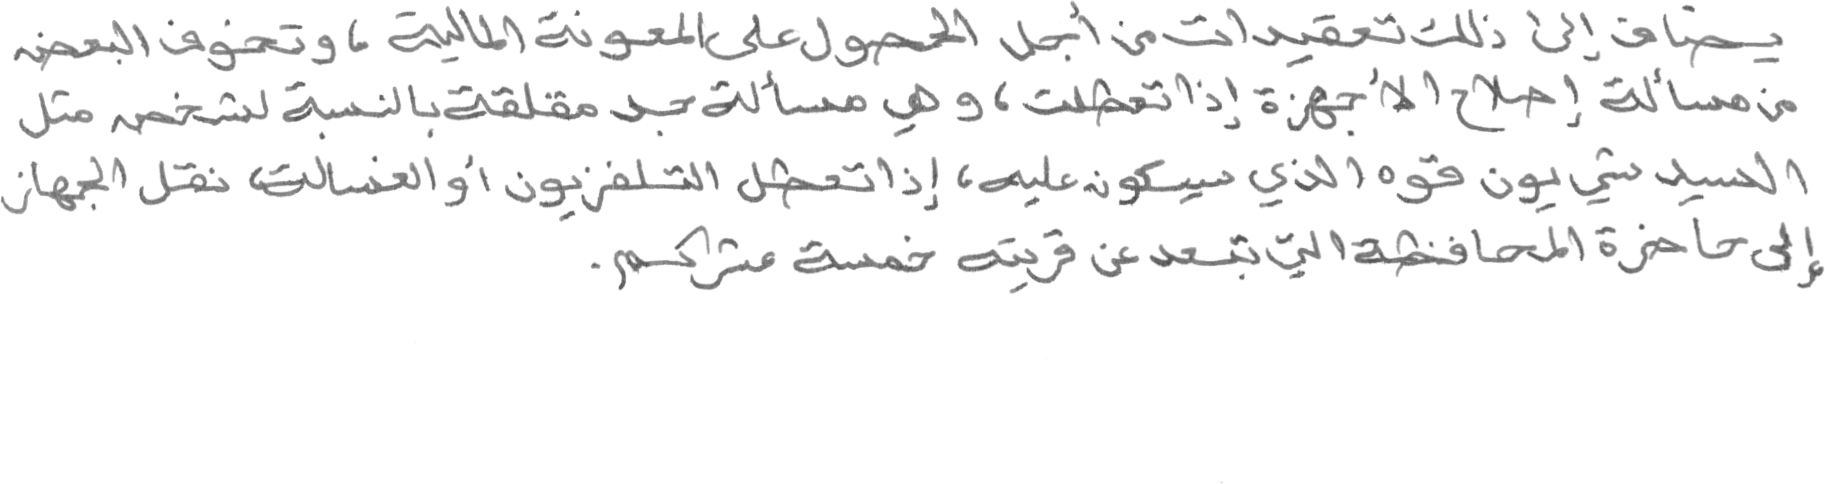 يضاف إلى ذلك تعقيدات من أجل الحصول على المعونة المالية، وتخوف البعض
من مسألة إصلاح الأجهزة إذا تعطلت، وهي مسألة جد مقلقة بالنسبة لشخص مثل
السيد شي يون قوه الذي سيكون عليه، إذا تعطل التلفزيون أو الغسالة، نقل الجهاز
إلى حاضرة المحافظة التي تبعد عن قريته خمسة عشر كم.